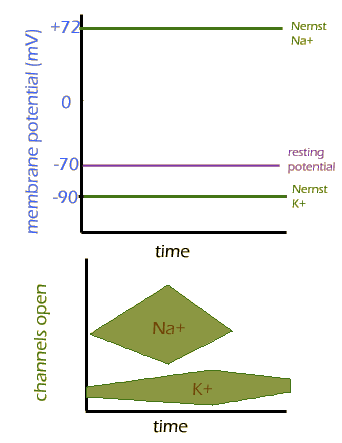 +72
Nernst
Na+
membrane potential (mV)
0
resting
-70
potential
-90
Nernst
K+
time
channels open
Na+
K+
time